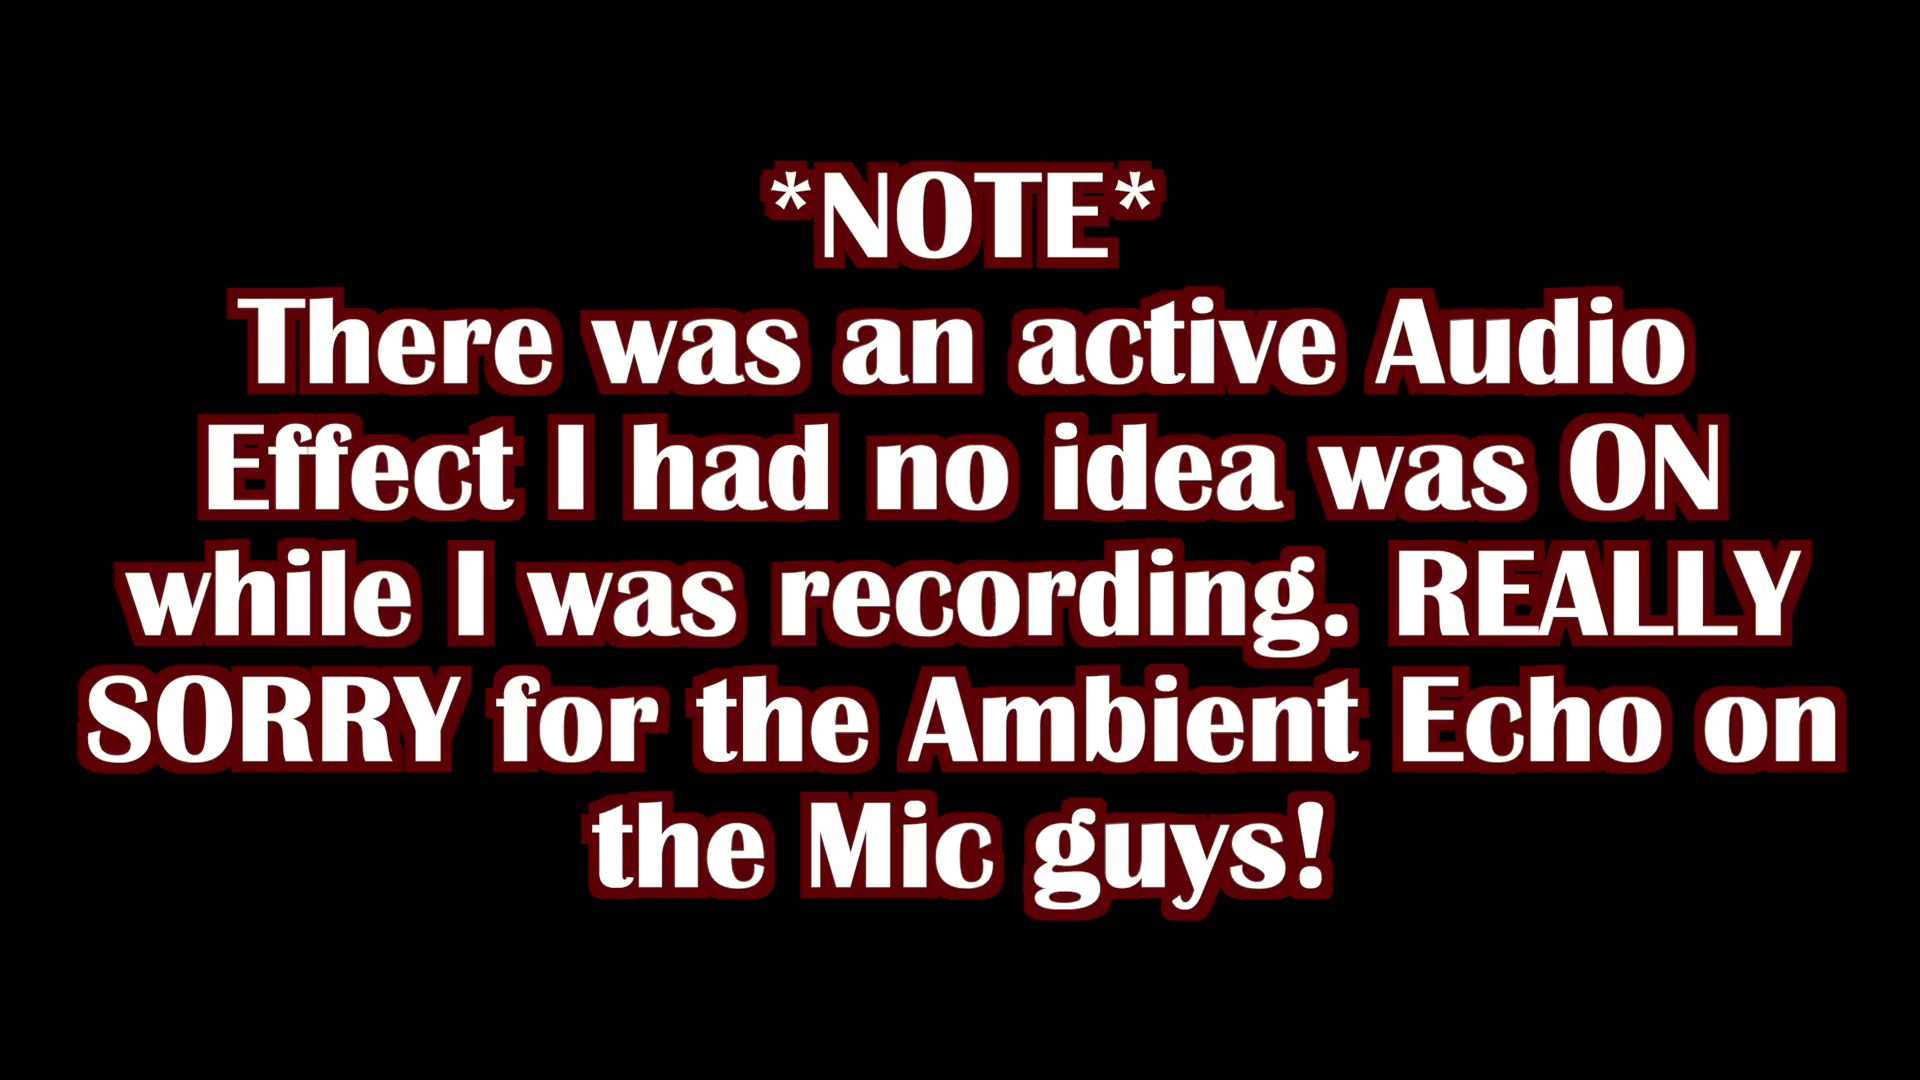 *NOTE*
There was an active Audio
Effect I had no idea was ON
while I was recording. REALLY
SORRY for the Ambient Echo on
the Mic guys!